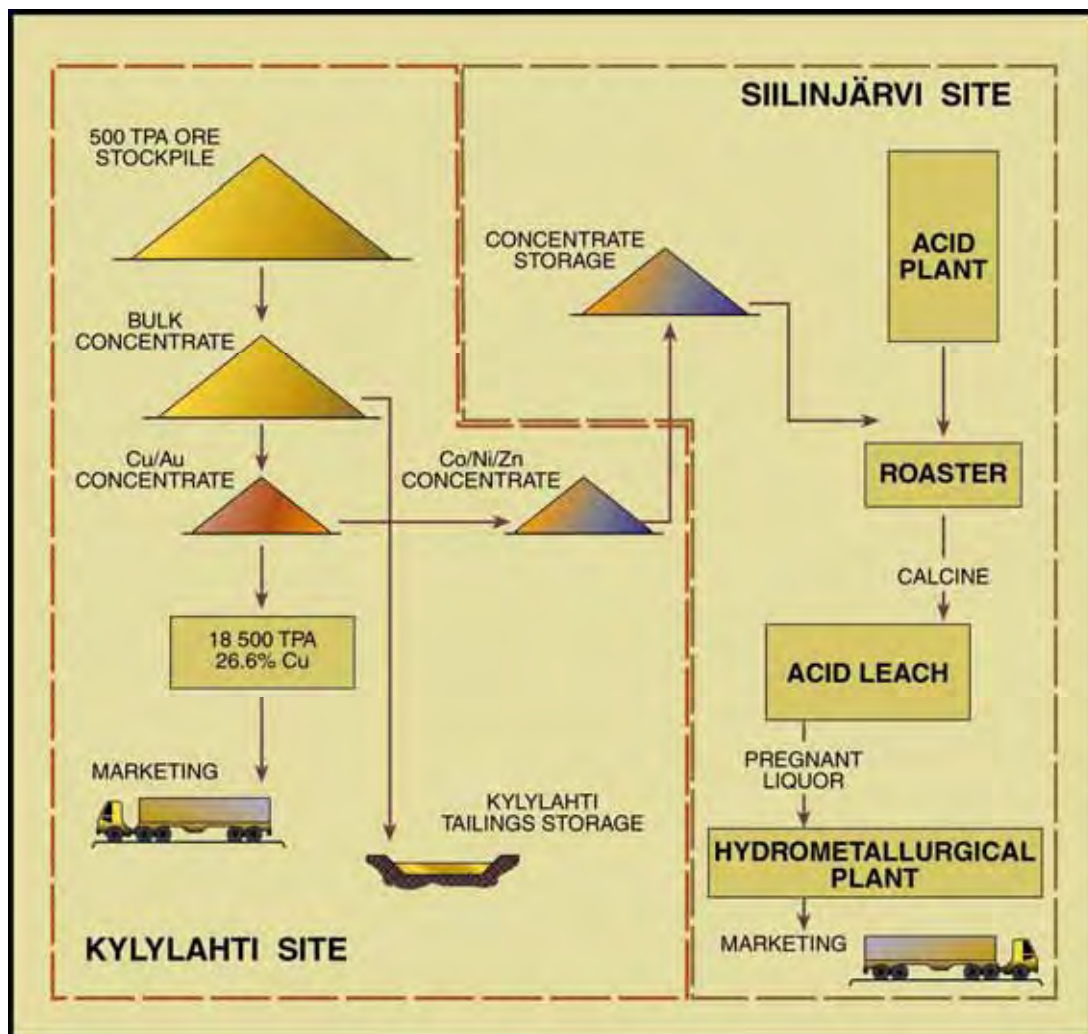 SIILINJÄRVI SITE
500 TPA ORE
STOCKPILE
BULK
CONCENTRATE
Cu/Au
CONCENTRATE
Co/Ni/Zn
CONCENTRATE
18 500 TPA
26.6% Cu
MARKETING
KYLYLAHTI
TAILINGS STORAGE
KYLYLAHTI SITE
CONCENTRATE
STORAGE
ACID
PLANT
ROASTER
CALCINE
ACID LEACH
PREGNANT
LIQUOR
HYDROMETALLURGICAL
PLANT
MARKETING